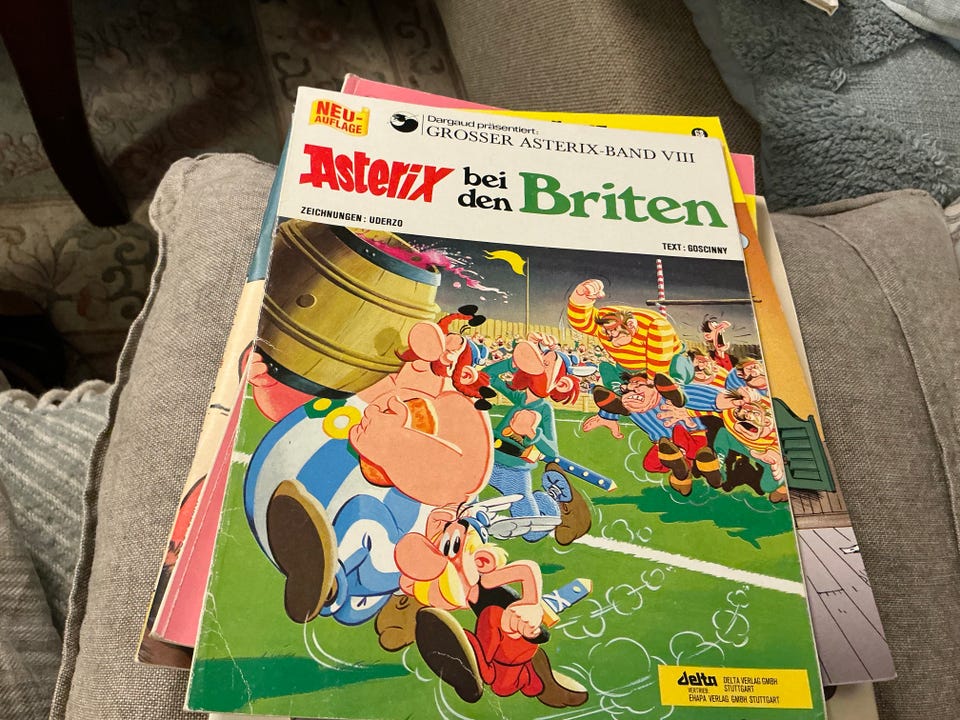 NEU-
AUFLAGE
Dargaud präsentiert:
GROSSER ASTERIX-BAND VIII
Asterix bei den Briten
ZEICHNUNGEN: UDERZO
TEXT: GOSCINNY
delta DELTA VERLAG GMBH
STUTTGART
VERTRIEB:
EHAPA VERLAG GMBH STUTTGART